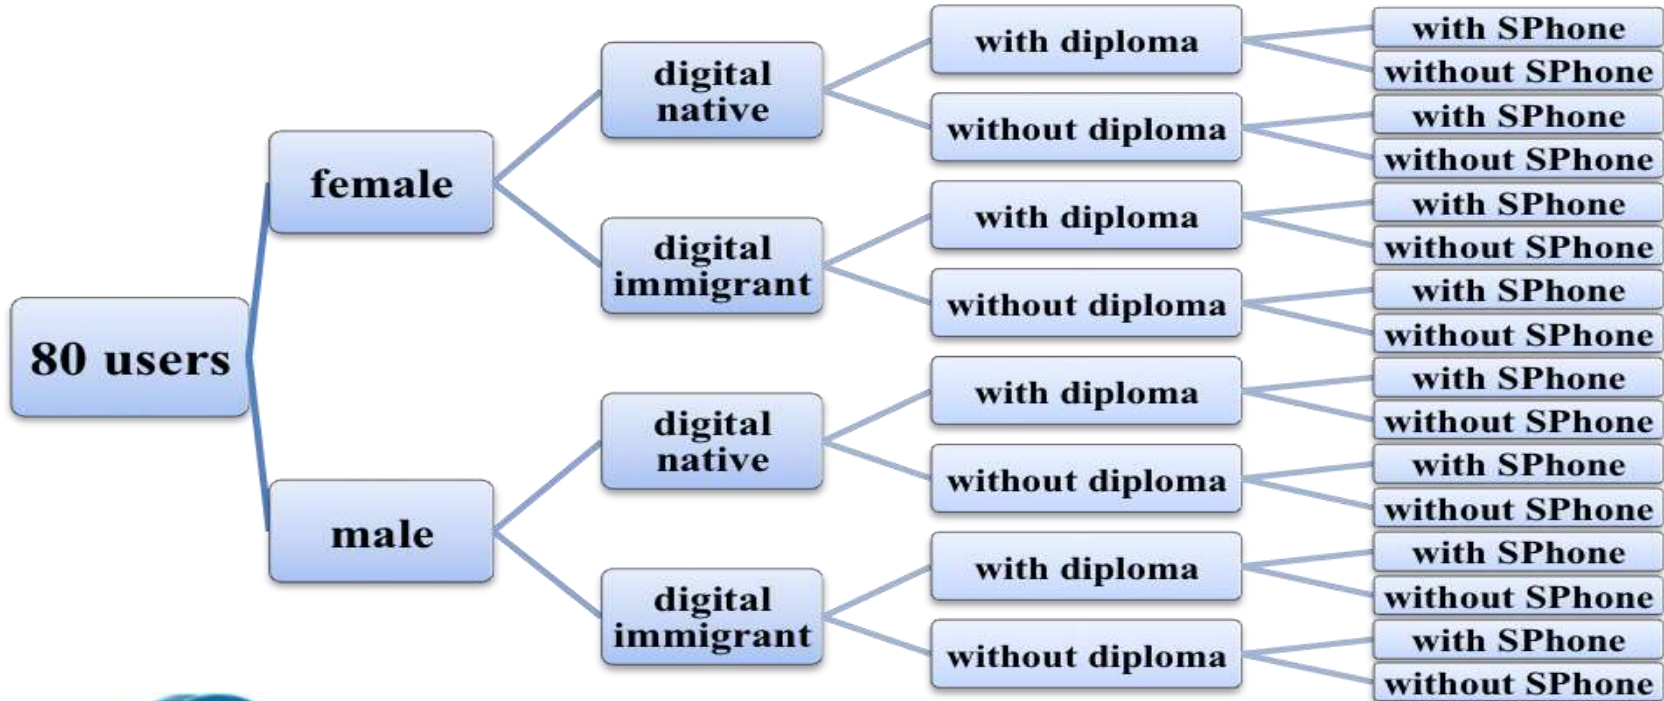 80 users
female
male
digital
native
digital
immigrant
digital
native
digital
immigrant
with diploma
without diploma
with diploma
without diploma
with diploma
without diploma
with diploma
without diploma
with SPhone
without SPhone
with SPhone
without SPhone
with SPhone
without SPhone
with SPhone
without SPhone
with SPhone
without SPhone
with SPhone
without SPhone
with SPhone
without SPhone
with SPhone
without SPhone